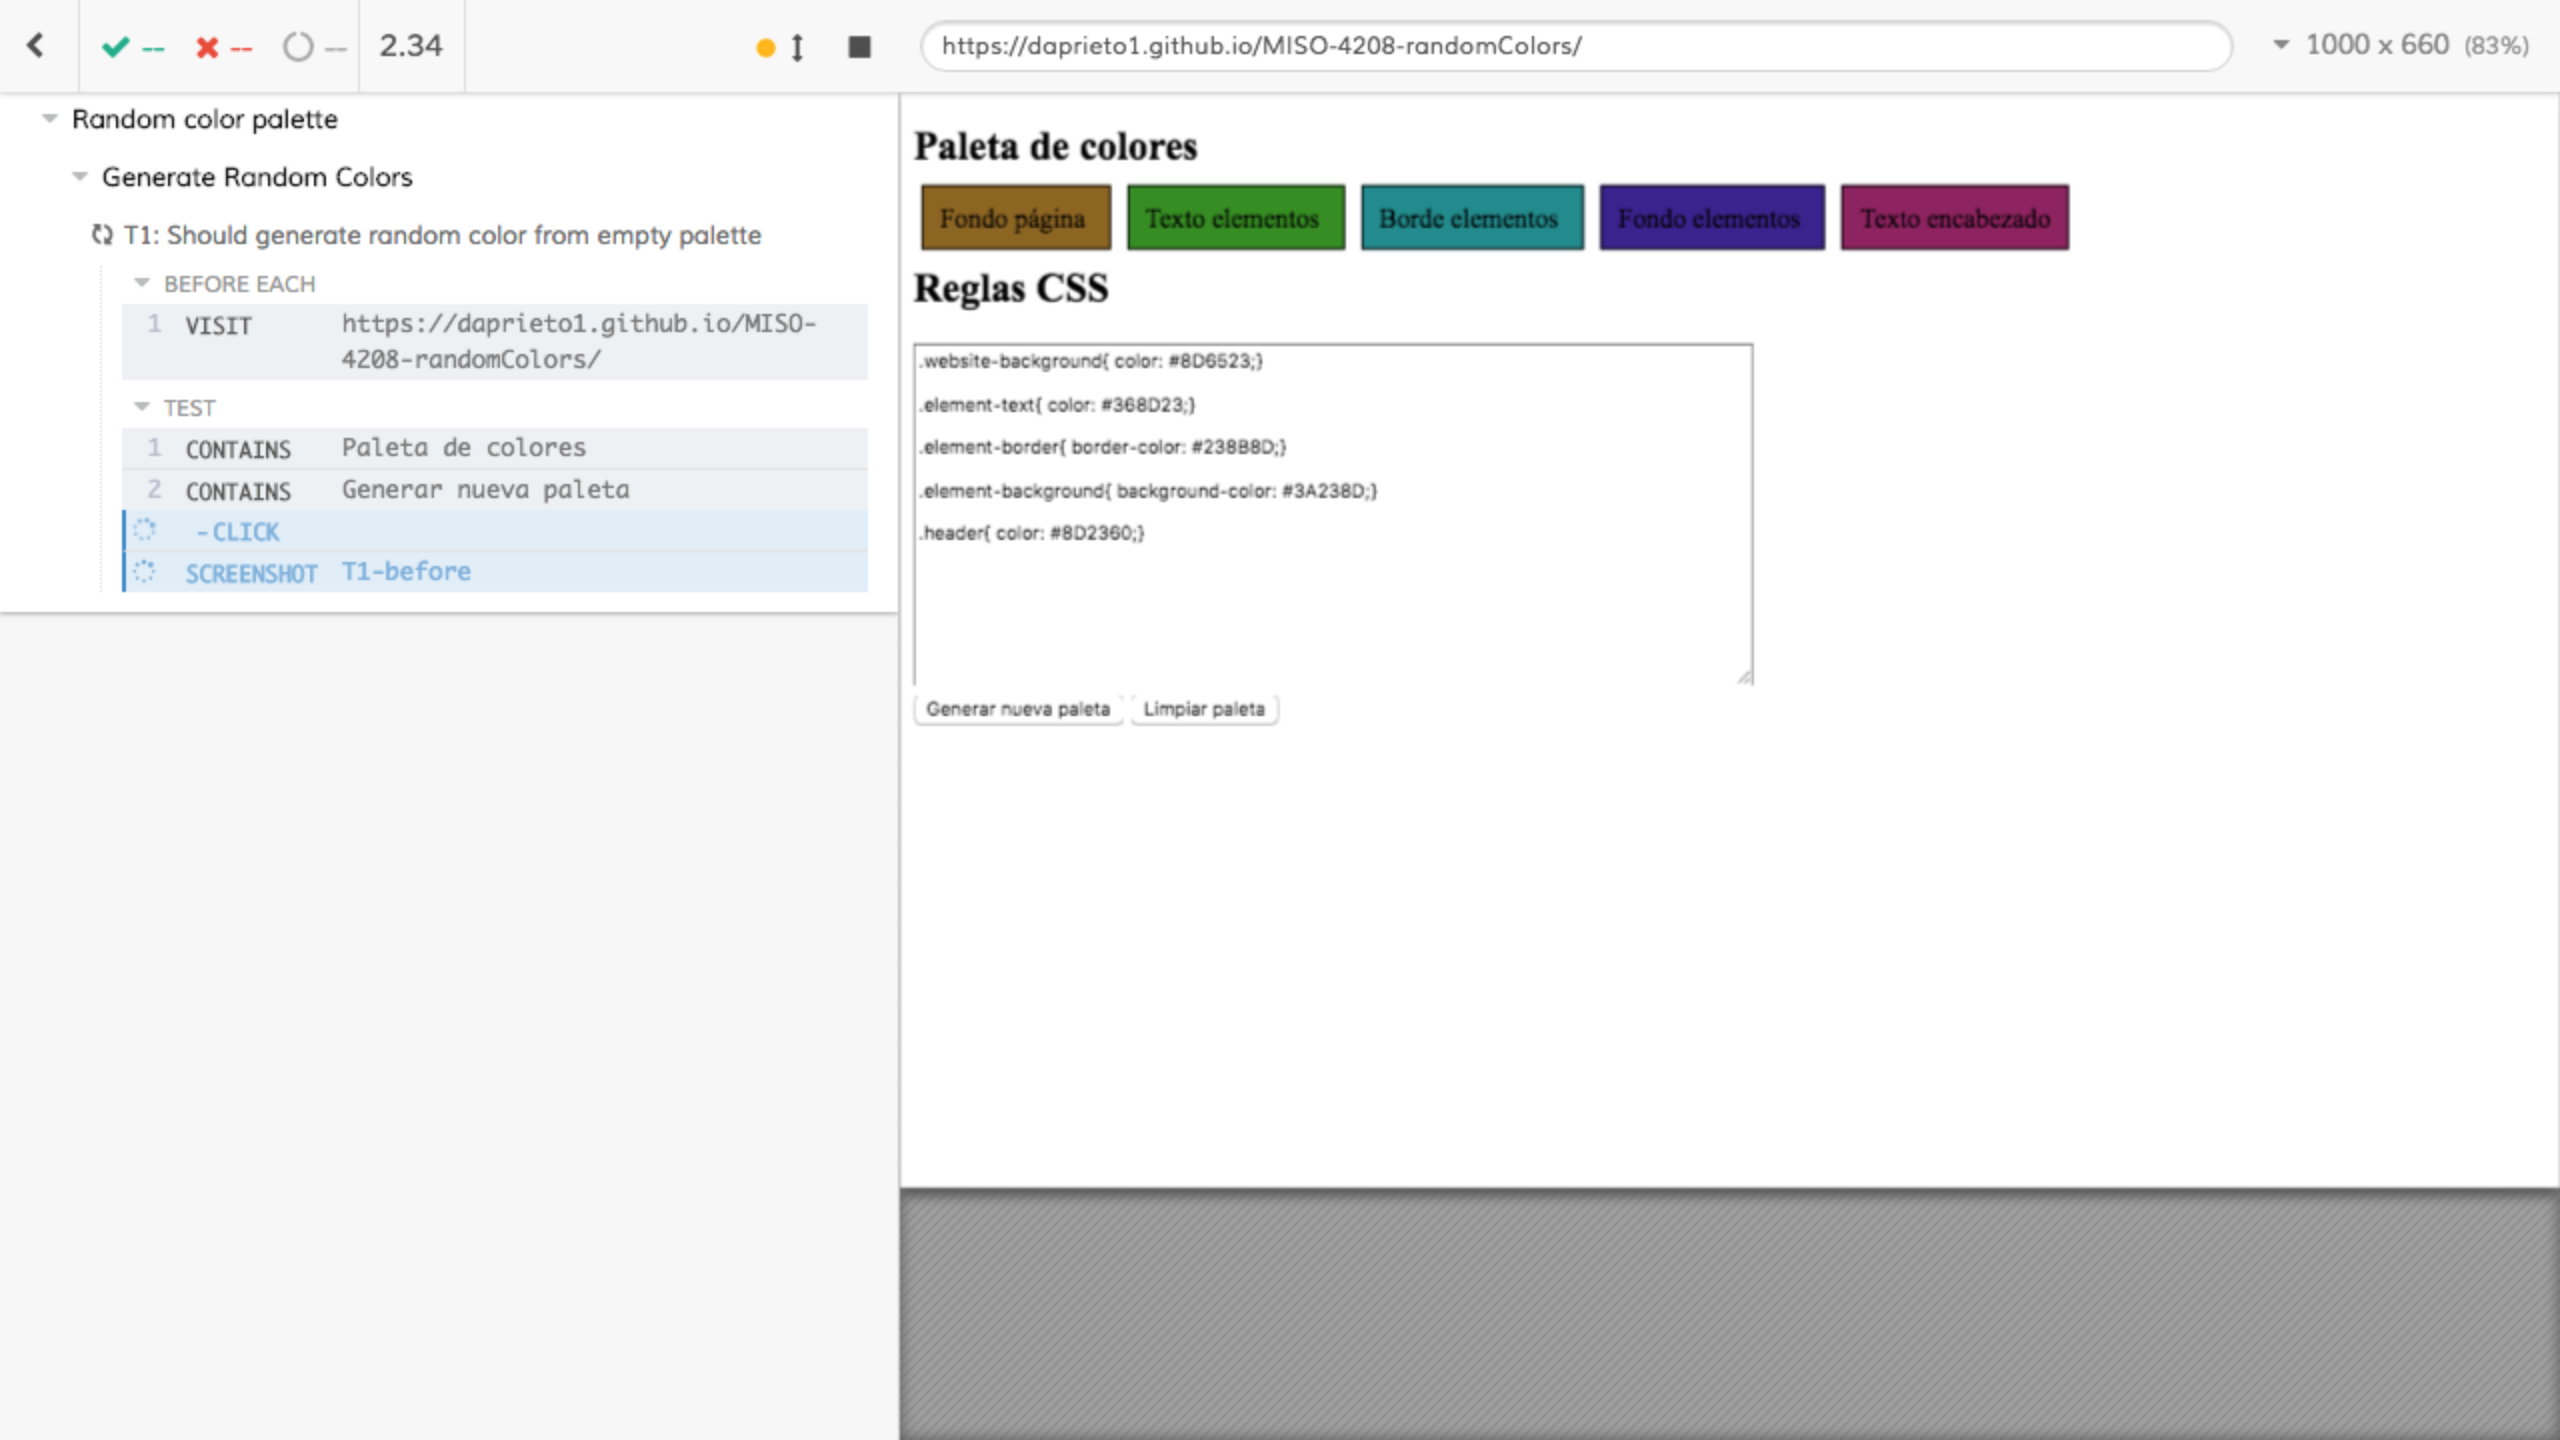 -- -- -- 2.34 https://daprieto1.github.io/MISO-4208-randomColors/ 1000 x 660 (83%)
Random color palette
Generate Random Colors
T1: Should generate random color from empty palette
BEFORE EACH
1 VISIT https://daprieto1.github.io/MISO-
4208-randomColors/
TEST
1 CONTAINS Paleta de colores
2 CONTAINS Generar nueva paleta
-CLICK
SCREENSHOT T1-before
Paleta de colores
Fondo página Texto elementos Borde elementos Fondo elementos Texto encabezado
Reglas CSS
.website-background{ color: #8D6523;}
.element-text{ color: #368D23;}
.element-border{ border-color: #238B8D;}
.element-background{ background-color: #3A238D;}
.header{ color: #8D2360;}
Generar nueva paleta Limpiar paleta